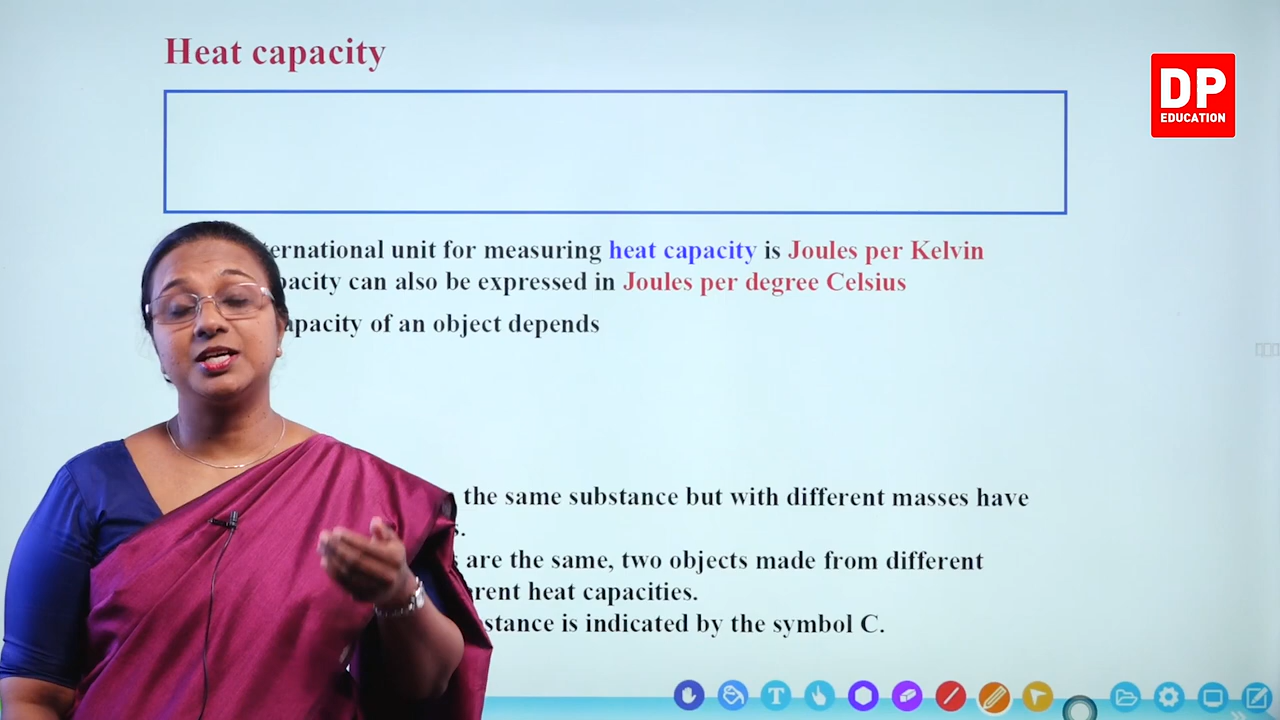 Heat capacity
DP
EDUCATION
ternational unit for measuring heat capacity is Joules per Kelvin
pacity can also be expressed in Joules per degree Celsius
apacity of an object depends
the same substance but with different masses have
s.
are the same, two objects made from different
rent heat capacities.
stance is indicated by the symbol C.